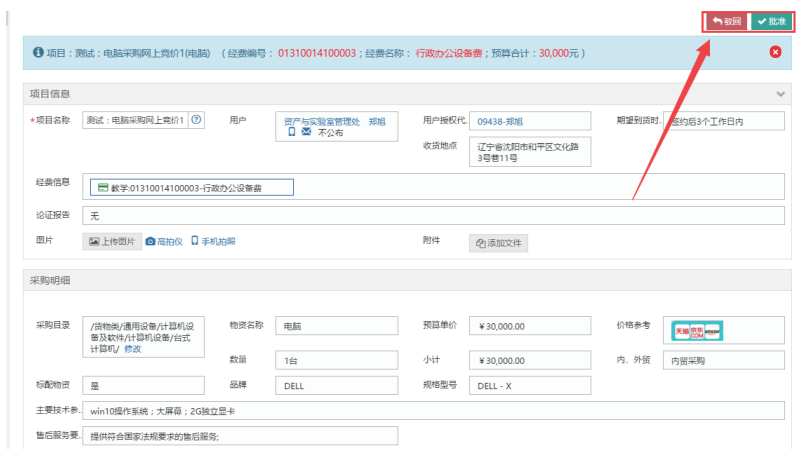 驳回 批准
项目：测试：电脑采购网上竞价1(电脑) （经费编号： 01310014100003；经费名称： 行政办公设备费；预算合计：30,000元）
项目信息
*项目名称 测试：电脑采购网上竞价1 用户 资产与实验室管理处 郑旭 用户授权代. 09438-郑旭 期望到货时. 签约后3个工作日内
不公布
收货地点 辽宁省沈阳市和平区文化路
3号巷11号
经费信息 教学:01310014100003-行政办公设备费
论证报告 无
图片 上传图片 高拍仪 手机拍照 附件 添加文件
采购明细
采购目录 /货物类/通用设备/计算机设
备及软件/计算机设备/台式
计算机/ 修改
物资名称 电脑 预算单价 ￥30,000.00 价格参考 天猫 京东 JD.COM amazon
数量 1台 小计 ￥30,000.00 内、外贸 内贸采购
标配物资 是 品牌 DELL 规格型号 DELL - X
主要技术参.. win10操作系统；大屏幕；2G独立显卡
售后服务要.. 提供符合国家法规要求的售后服务;